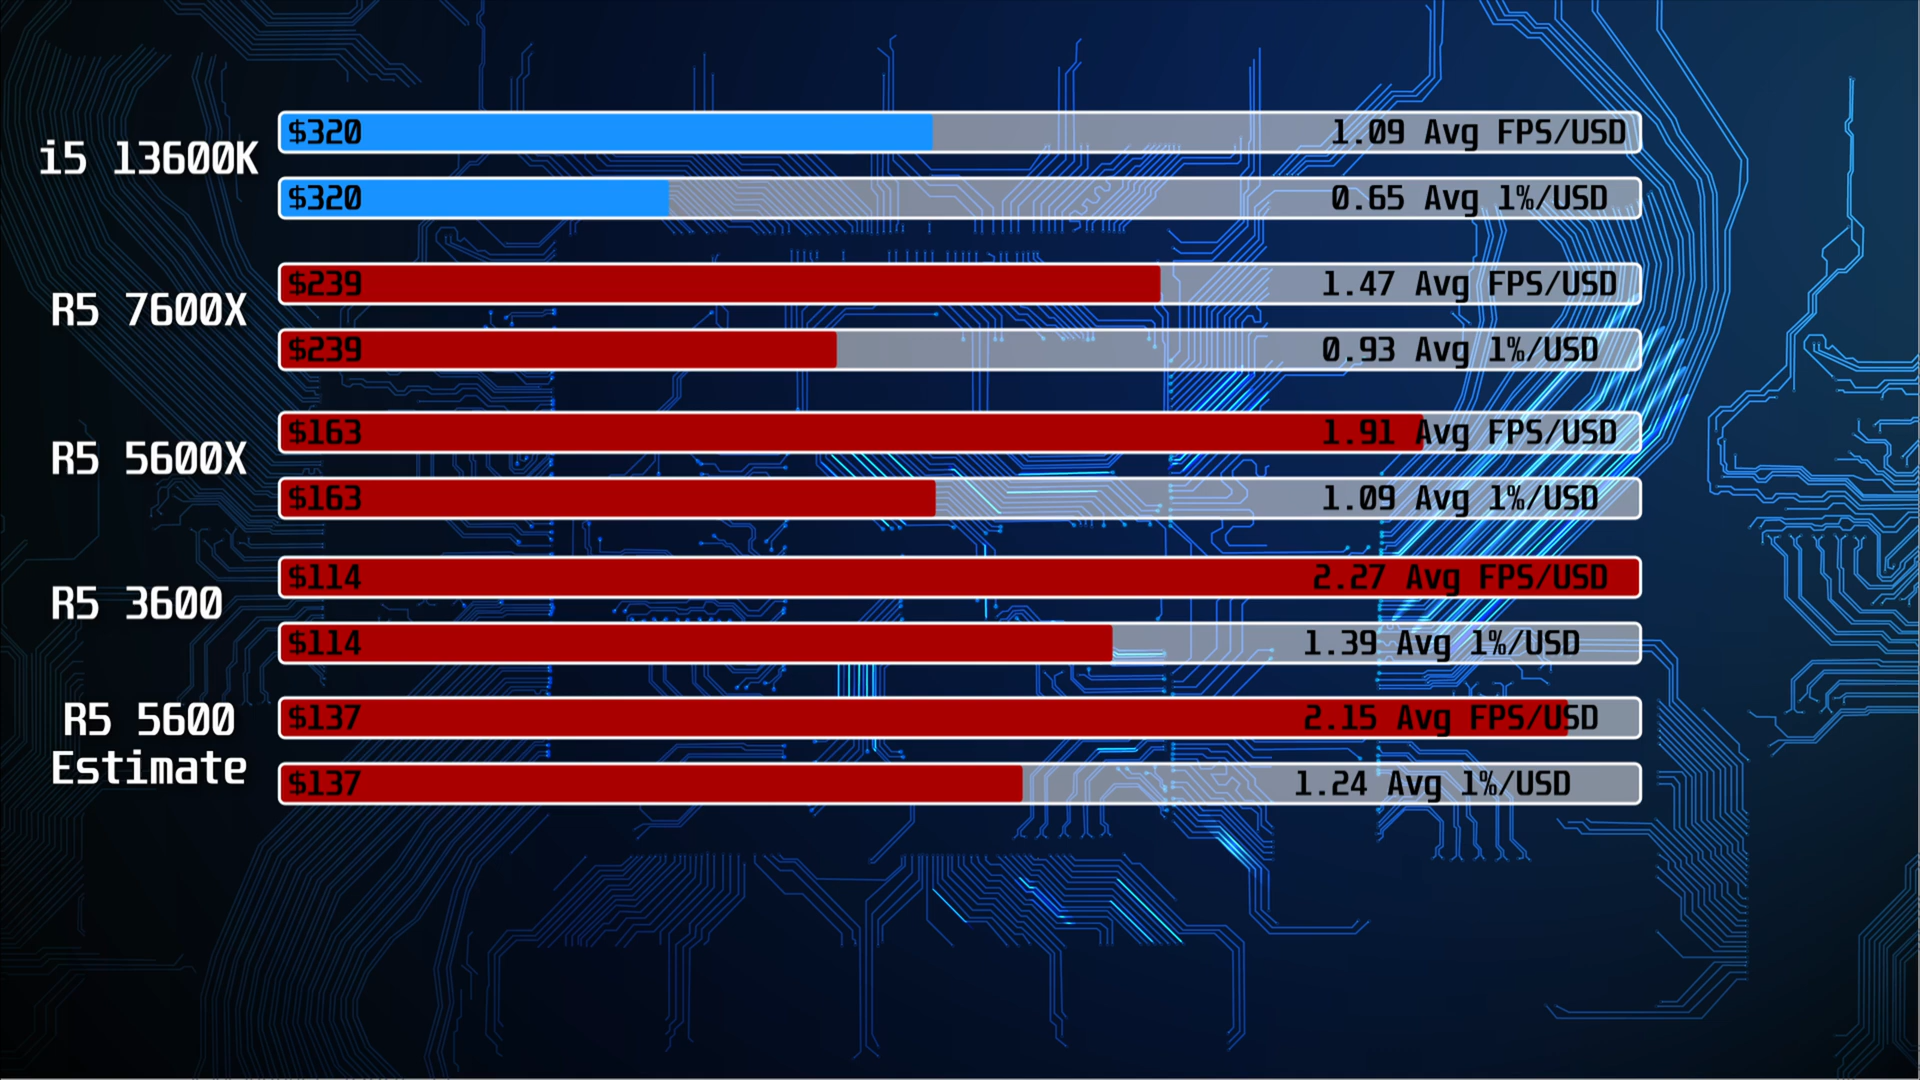 i5 13600K
$320 1.09 Avg FPS/USD
$320 0.65 Avg 1%/USD
R5 7600X
$239 1.47 Avg FPS/USD
$239 0.93 Avg 1%/USD
R5 5600X
$163 1.91 Avg FPS/USD
$163 1.09 Avg 1%/USD
R5 3600
$114 2.27 Avg FPS/USD
$114 1.39 Avg 1%/USD
R5 5600
Estimate
$137 2.15 Avg FPS/USD
$137 1.24 Avg 1%/USD